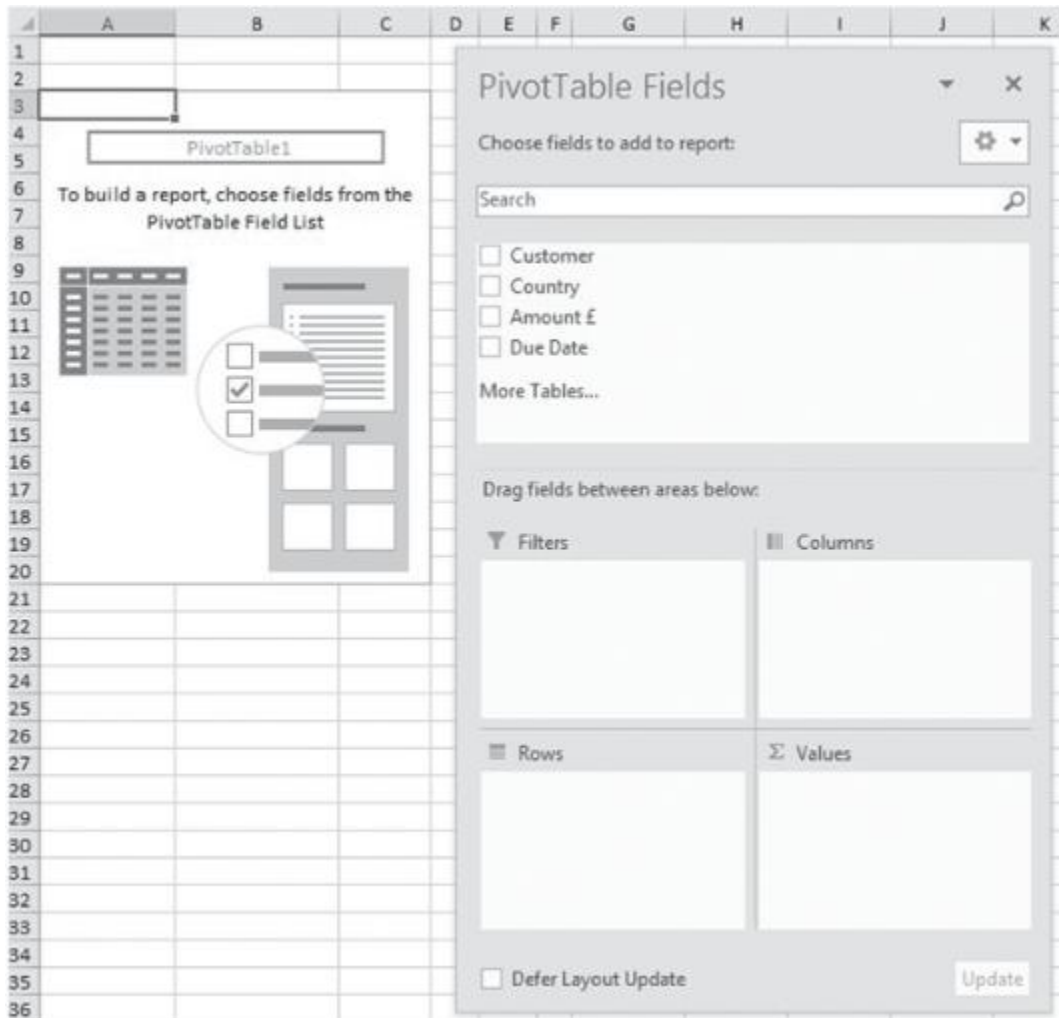 A B C D E F G H I J K
1
2
3
4
5
6
7
8
9
10
11
12
13
14
15
16
17
18
19
20
21
22
23
24
25
26
27
28
29
30
31
32
33
34
35
36
PivotTable1
To build a report, choose fields from the
PivotTable Field List
PivotTable Fields
Choose fields to add to report:
Search
Customer
Country
Amount £
Due Date
More Tables...
Drag fields between areas below:
Filters
Columns
Rows
Σ Values
Defer Layout Update
Update